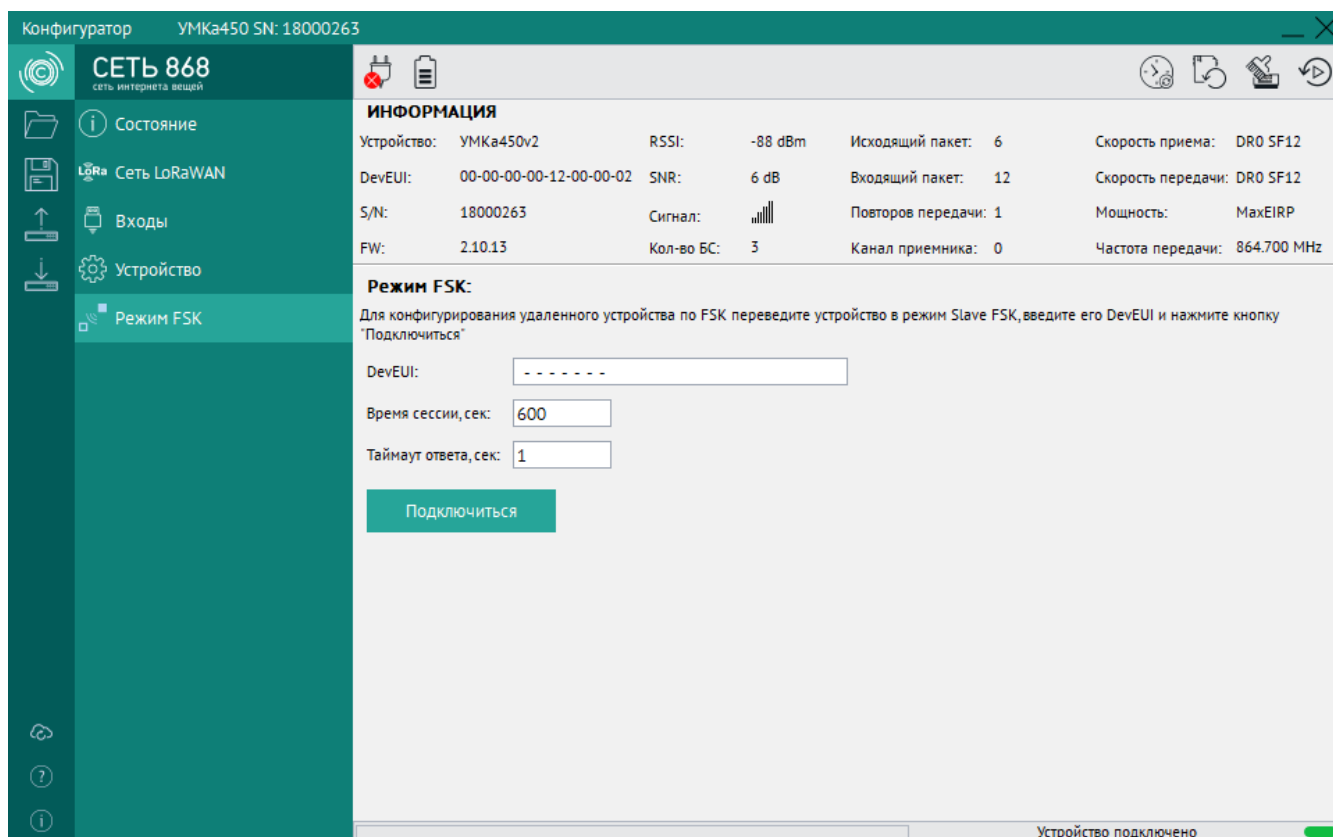 Конфигуратор УМКа450 SN: 18000263
СЕТЬ 868
сеть интернета вещей
Состояние
LoRa Сеть LoRaWAN
Входы
Устройство
Режим FSK
ИНФОРМАЦИЯ
Устройство: УМКа450v2 RSSI: -88 dBm Исходящий пакет: 6 Скорость приема: DR0 SF12
DevEUI: 00-00-00-00-12-00-00-02 SNR: 6 dB Входящий пакет: 12 Скорость передачи: DR0 SF12
S/N: 18000263 Сигнал: Повторов передачи: 1 Мощность: MaxEIRP
FW: 2.10.13 Кол-во БС: 3 Канал приемника: 0 Частота передачи: 864.700 MHz
Режим FSK:
Для конфигурирования удаленного устройства по FSK переведите устройство в режим Slave FSK, введите его DevEUI и нажмите кнопку
"Подключиться"
DevEUI: - - - - - - -
Время сессии, сек: 600
Таймаут ответа, сек: 1
Подключиться
Устройство подключено